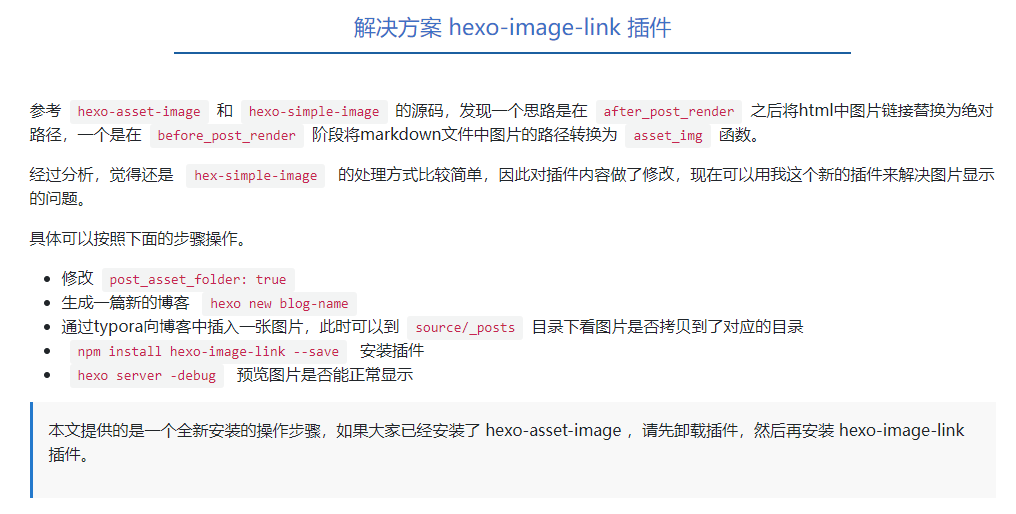 解决方案 hexo-image-link 插件
参考 hexo-asset-image 和 hexo-simple-image 的源码，发现一个思路是在 after_post_render 之后将html中图片链接替换为绝对
路径，一个是在 before_post_render 阶段将markdown文件中图片的路径转换为 asset_img 函数。
经过分析，觉得还是 hex-simple-image 的处理方式比较简单，因此对插件内容做了修改，现在可以用我这个新的插件来解决图片显示
的问题。
具体可以按照下面的步骤操作。
• 修改 post_asset_folder: true
• 生成一篇新的博客 hexo new blog-name
• 通过typora向博客中插入一张图片，此时可以到 source/_posts 目录下看图片是否拷贝到了对应的目录
• npm install hexo-image-link --save 安装插件
• hexo server -debug 预览图片是否能正常显示
本文提供的是一个全新安装的操作步骤，如果大家已经安装了 hexo-asset-image ，请先卸载插件，然后再安装 hexo-image-link
插件。